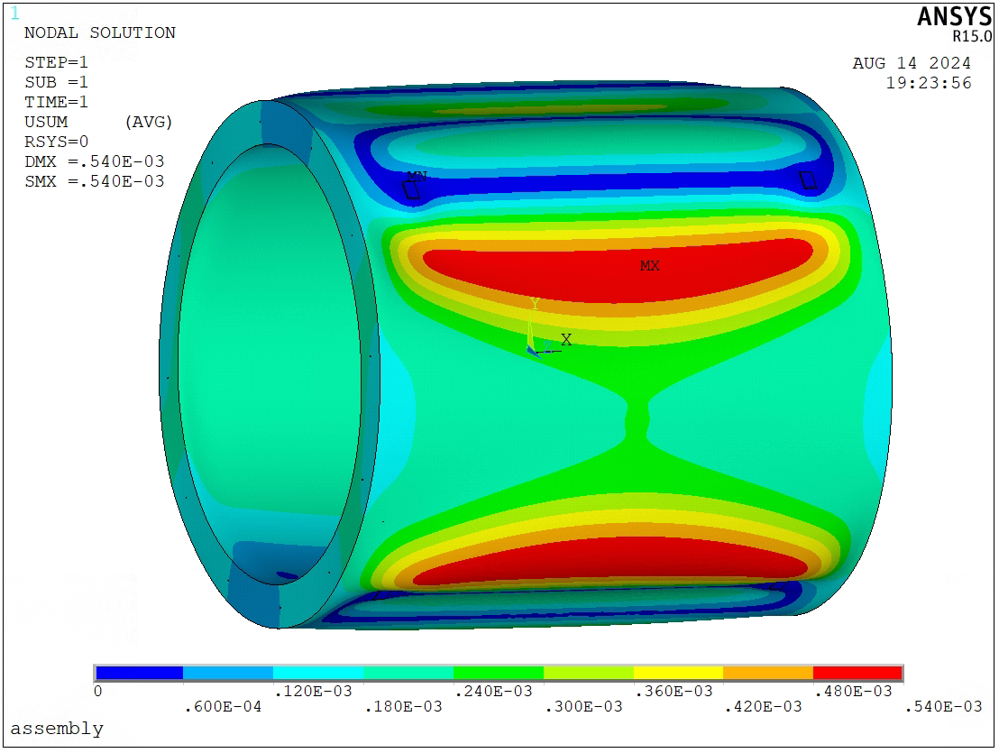 1
ANSYS
R15.0
NODAL SOLUTION
STEP=1
SUB =1
TIME=1
USUM (AVG)
RSYS=0
DMX =.540E-03
SMX =.540E-03
AUG 14 2024
19:23:56
MN
MX
Y
X
0 .120E-03 .240E-03 .360E-03 .480E-03
.600E-04 .180E-03 .300E-03 .420E-03 .540E-03
assembly